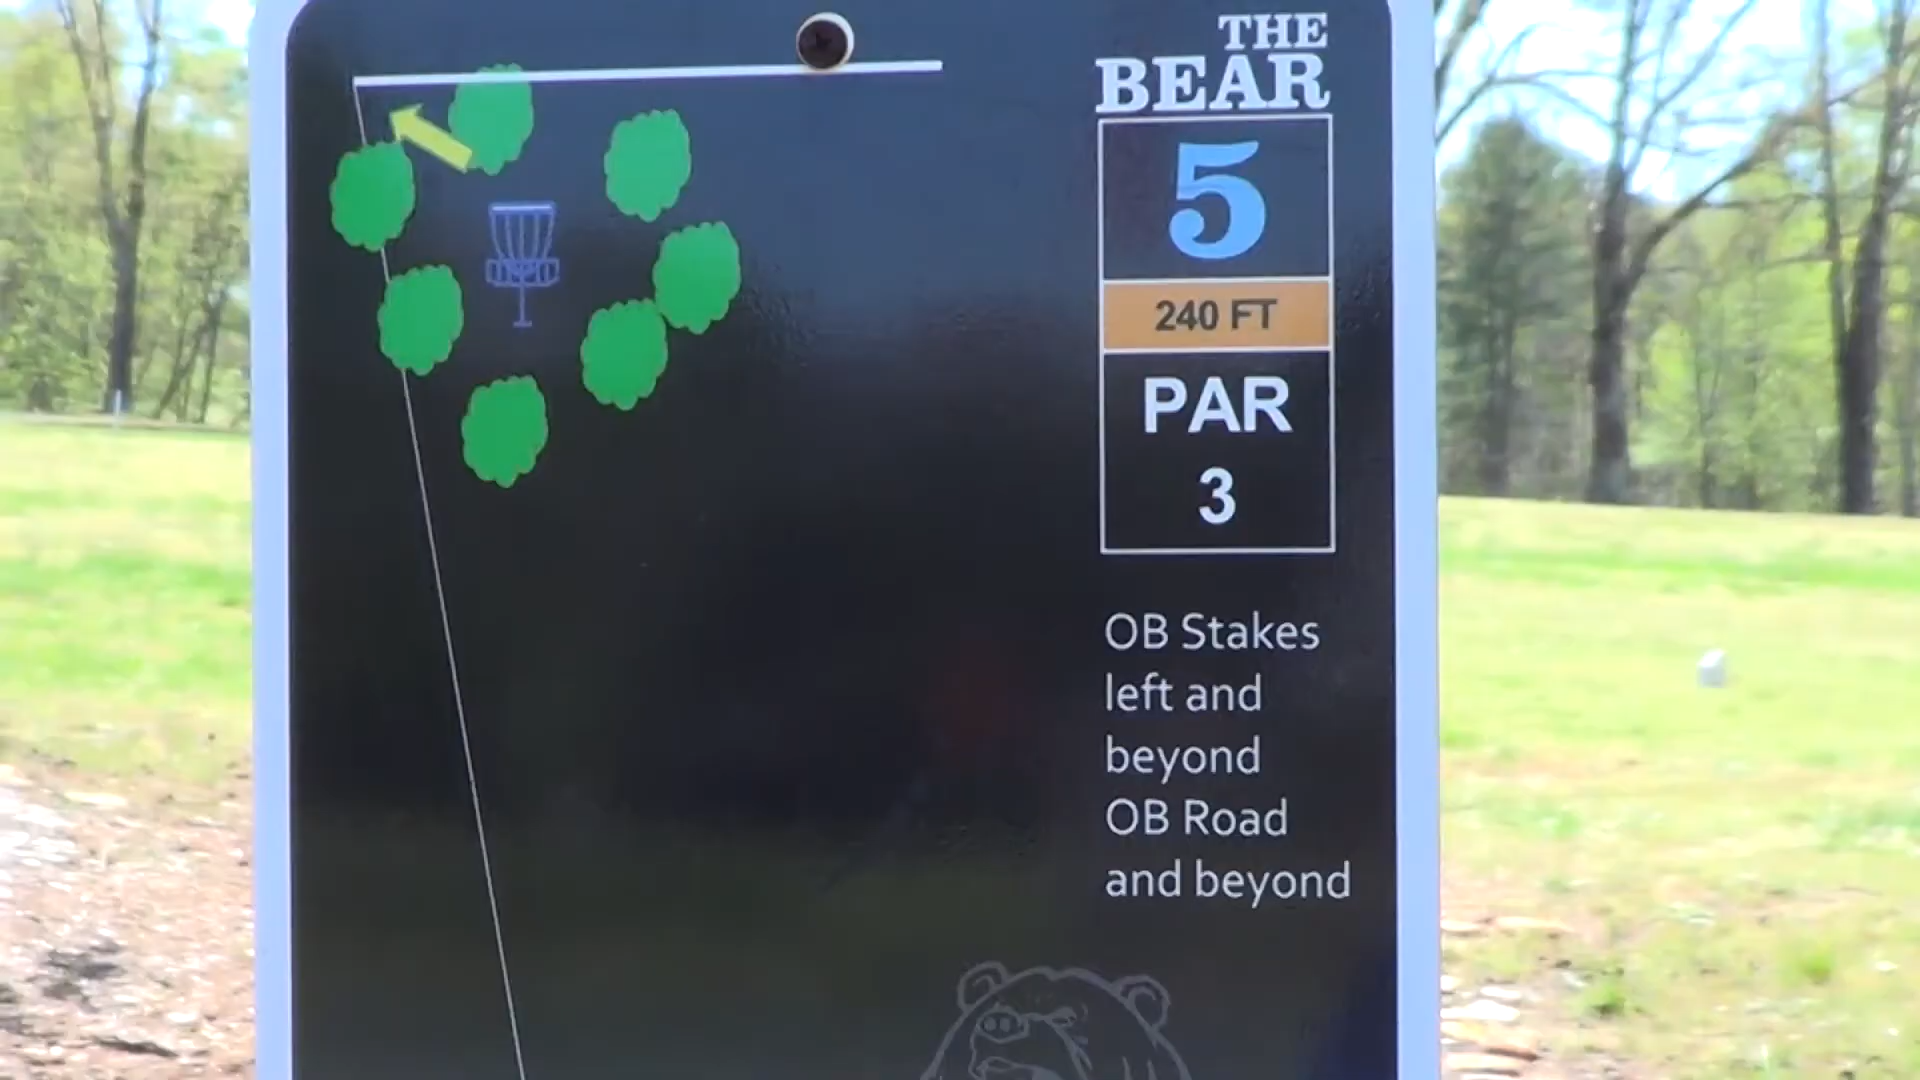 THE
BEAR
5
240 FT
PAR
3
OB Stakes
left and
beyond
OB Road
and beyond